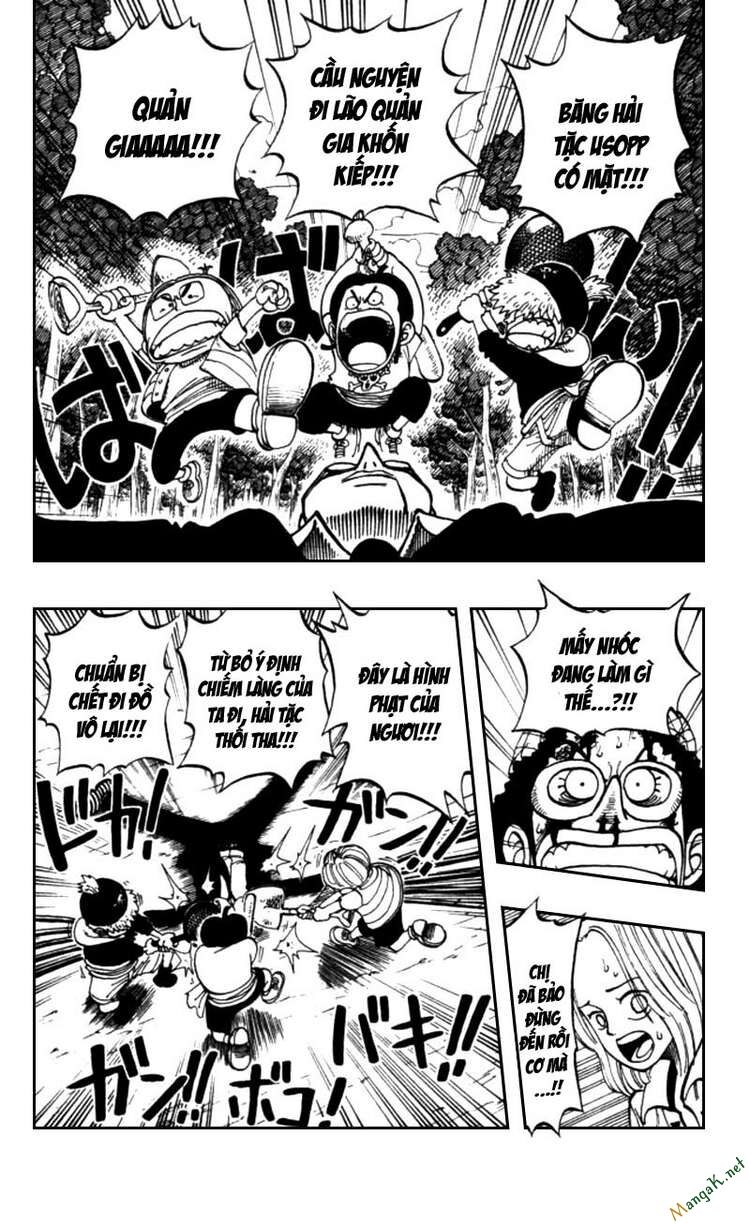 BĂNG HẢI
TẶC USOPP
CÓ MẶT!!!
CẦU NGUYỆN
ĐI LÃO QUẢN
GIA KHỐN
KIẾP!!!
QUẢN
GIAAAAA!!!
ばばーん!!
MẤY NHÓC
ĐANG LÀM GÌ
THẾ...?!!
ĐÂY LÀ HÌNH
PHẠT CỦA
NGƯƠI!!!
TỪ BỎ Ý ĐỊNH
CHIẾM LÀNG CỦA
TA ĐI, HẢI TẶC
THỐI THA!!!
CHUẨN BỊ
CHẾT ĐI ĐỒ
VÔ LẠI!!!
ドカ!
ガン!!
バキ!!
ボコ!
ガン!!
CHỊ
ĐÃ BẢO
ĐỪNG
ĐẾN RỒI
CƠ MÀ
...!!
MangaK.net